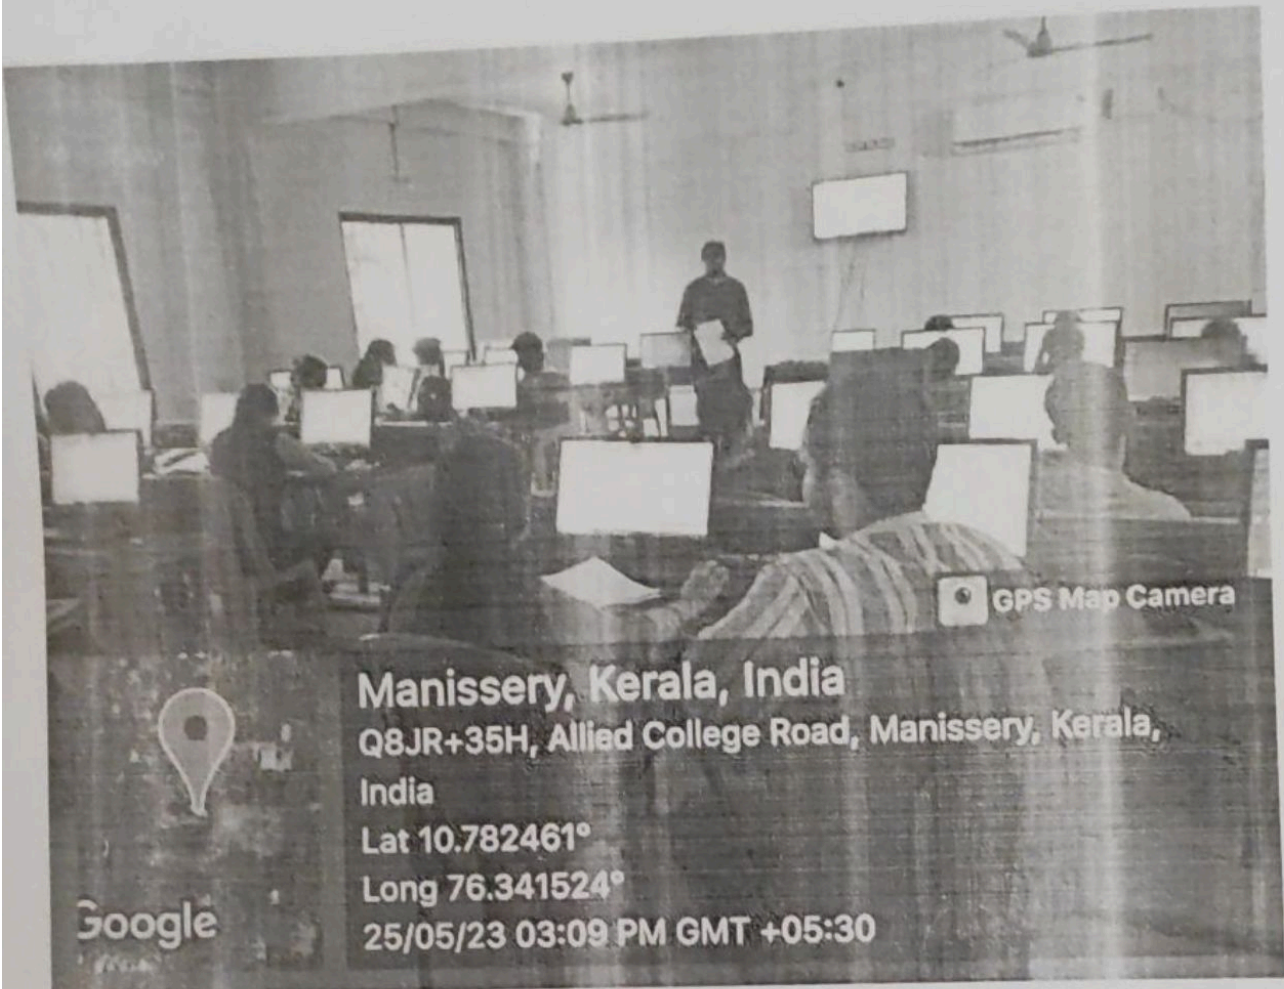 GPS Map Camera
Manissery, Kerala, India
Q8JR+35H, Allied College Road, Manissery, Kerala,
India
Lat 10.782461°
Long 76.341524°
25/05/23 03:09 PM GMT +05:30
Google